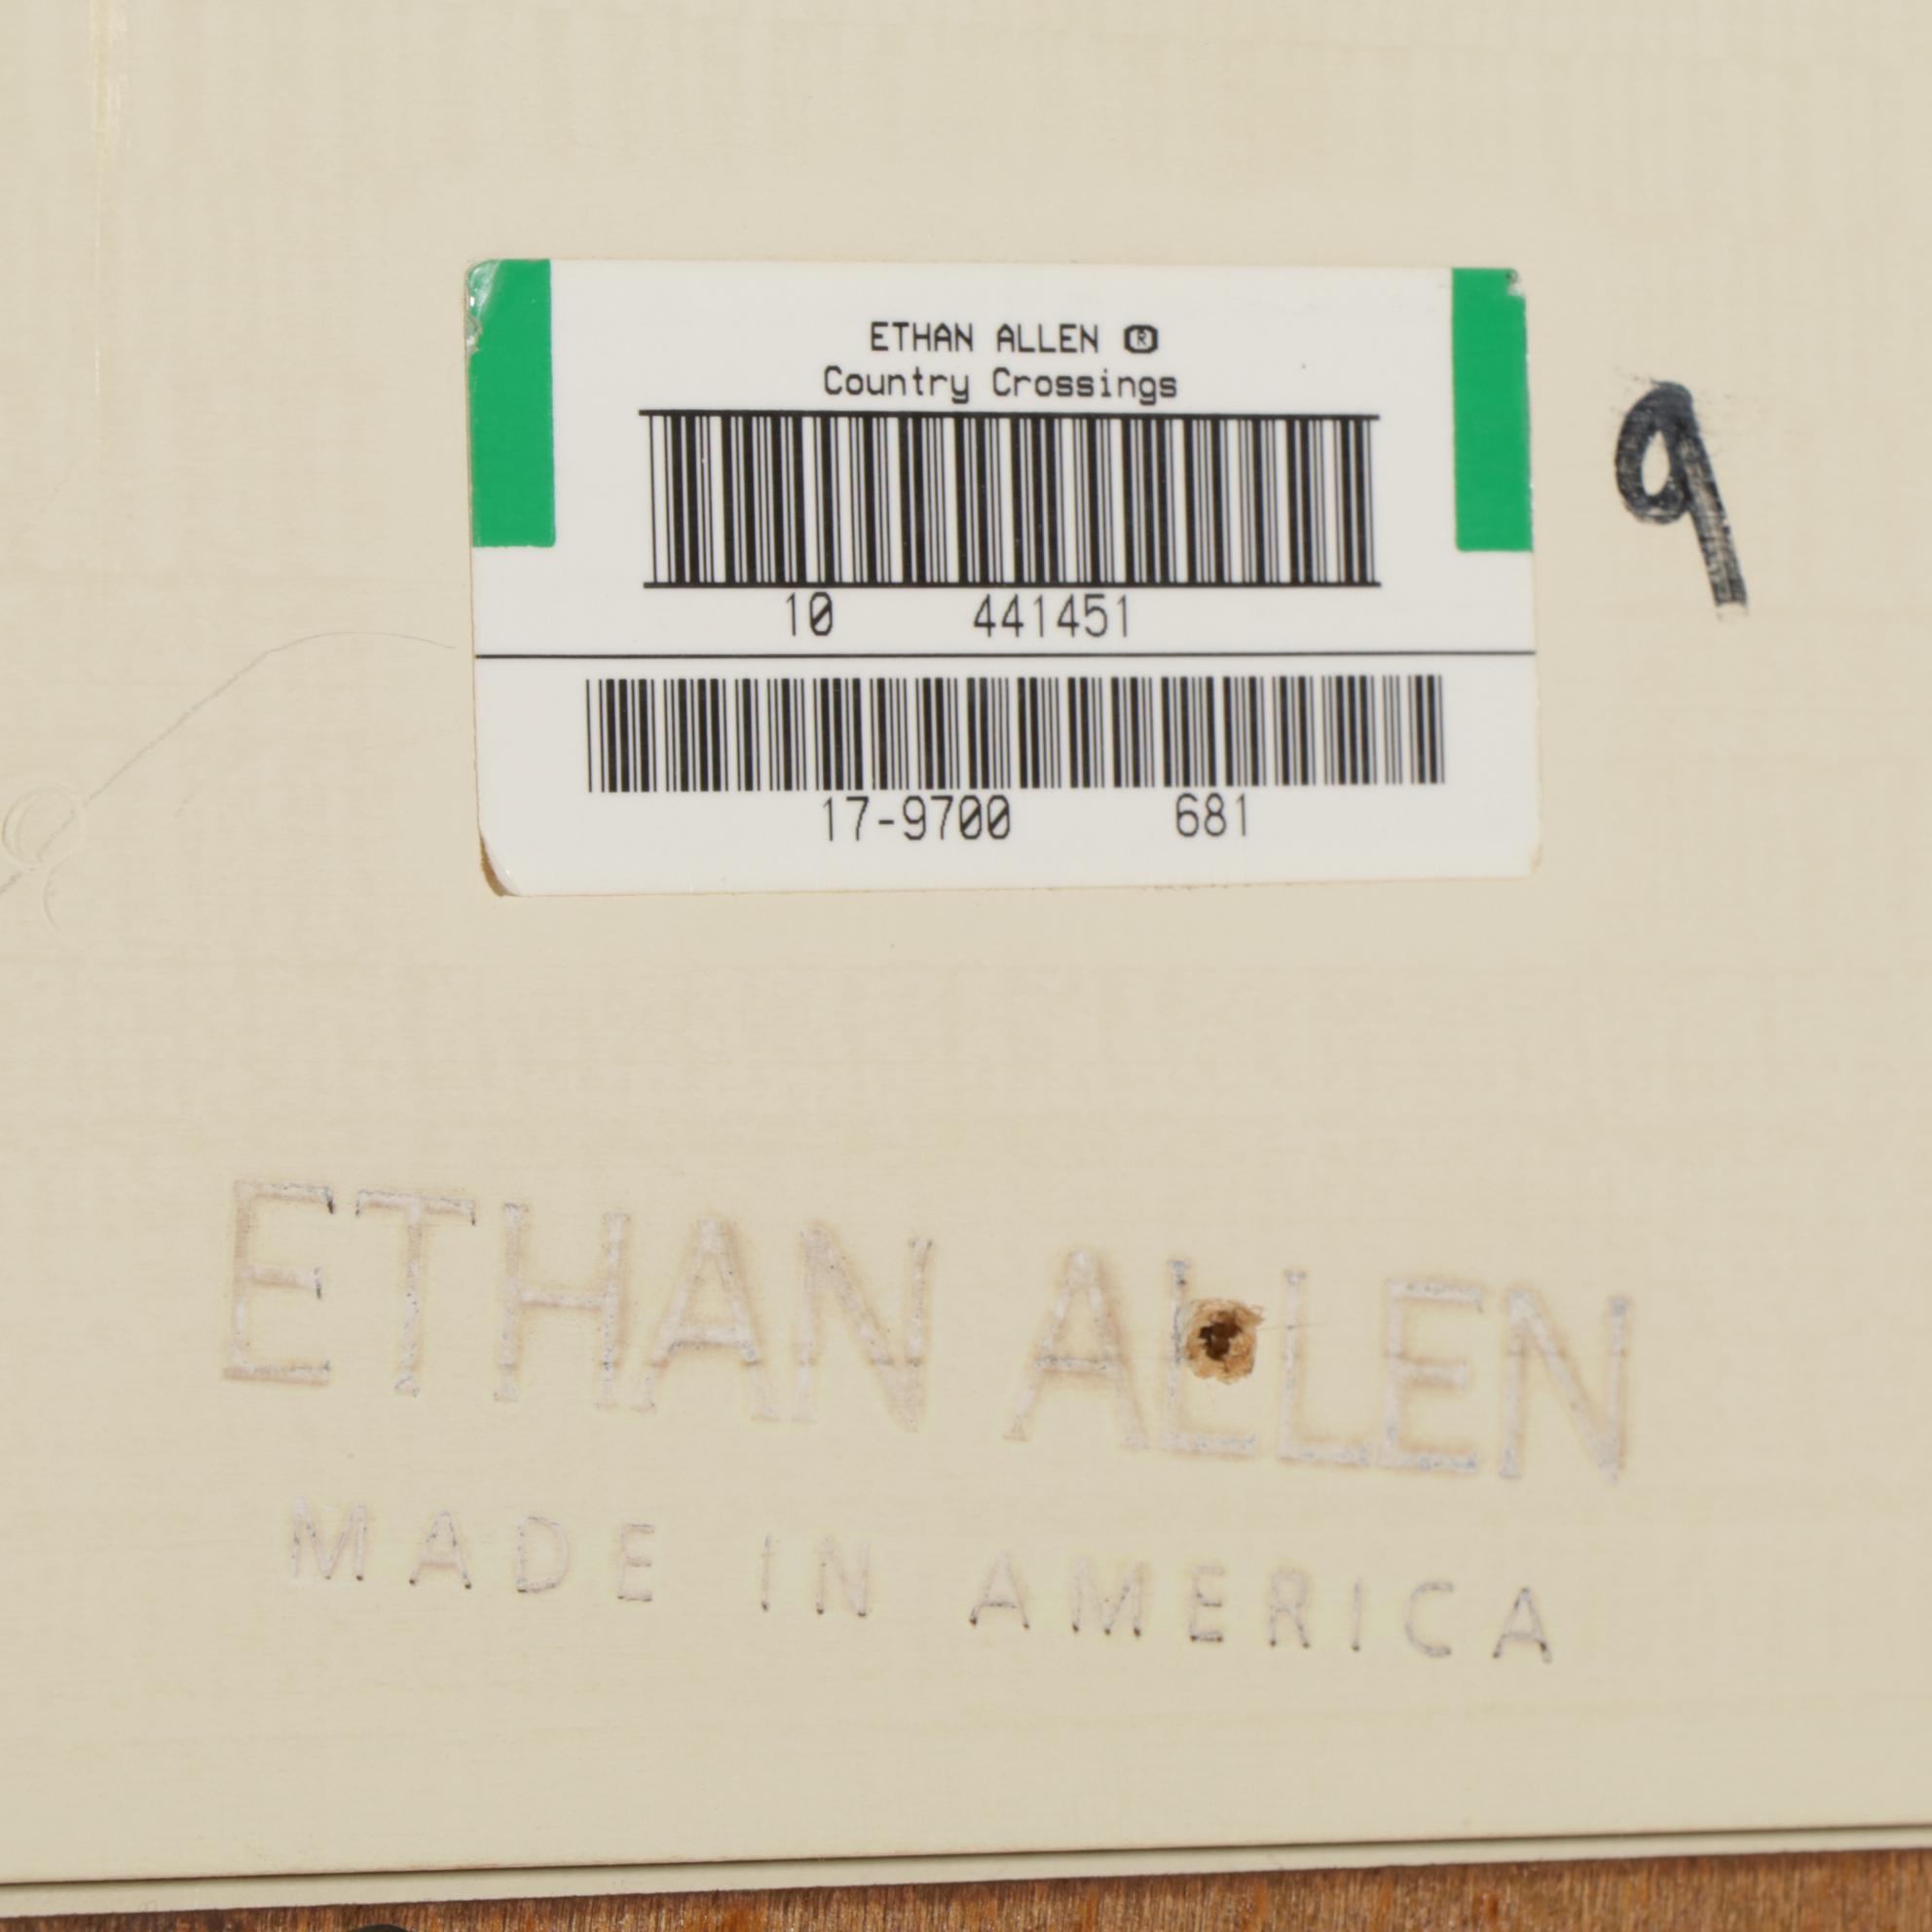 ETHAN ALLEN ®
Country Crossings
10 441451
17-9700 681
9
ETHAN ALLEN
MADE IN AMERICA